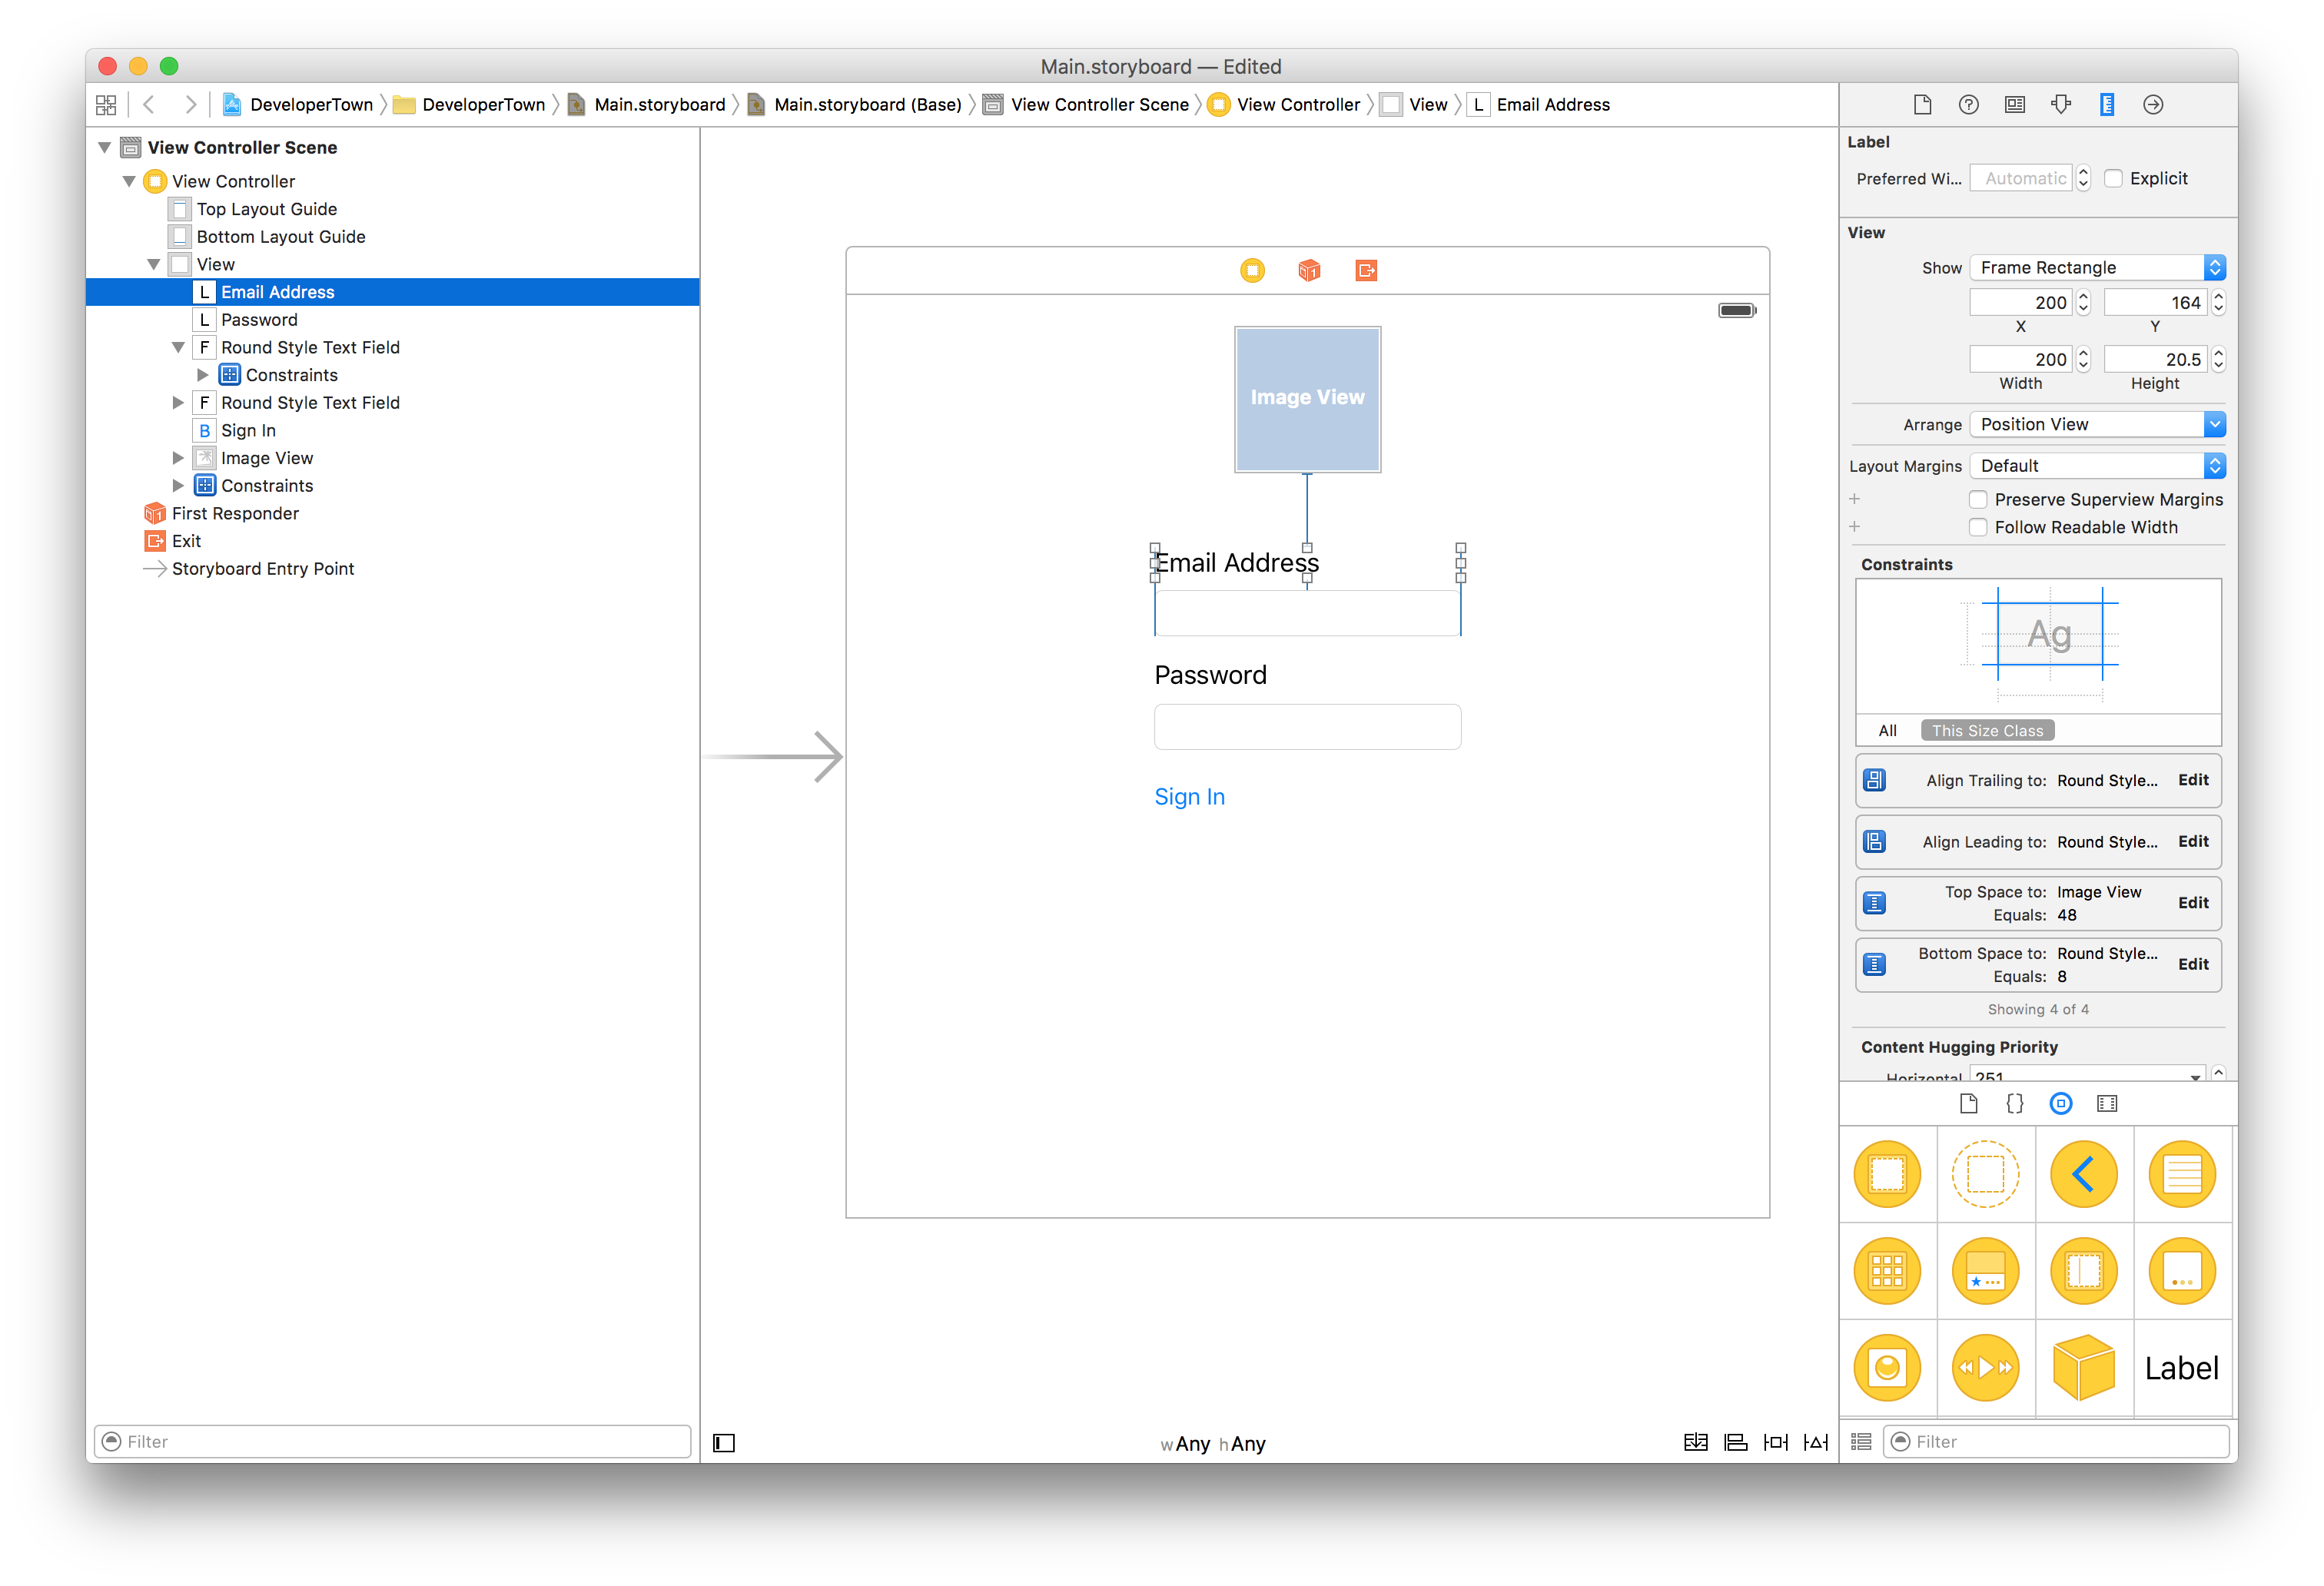 Main.storyboard — Edited
DeveloperTown
DeveloperTown
Main.storyboard
Main.storyboard (Base)
View Controller Scene
View Controller
View
L
Email Address
View Controller Scene
View Controller
Top Layout Guide
Bottom Layout Guide
View
L Email Address
L Password
F Round Style Text Field
Constraints
F Round Style Text Field
B Sign In
Image View
Constraints
First Responder
Exit
Storyboard Entry Point
Filter
Image View
Email Address
Password
Sign In
wAny hAny
Label
Preferred Wi... Automatic Explicit
View
Show Frame Rectangle
200 164
X Y
200 20.5
Width Height
Arrange Position View
Layout Margins Default
+ Preserve Superview Margins
+ Follow Readable Width
Constraints
Ag
All This Size Class
Align Trailing to: Round Style... Edit
Align Leading to: Round Style... Edit
Top Space to: Image View
Equals: 48
Edit
Bottom Space to: Round Style...
Equals: 8
Edit
Showing 4 of 4
Content Hugging Priority
Horizontal 251
{}
Label
Filter